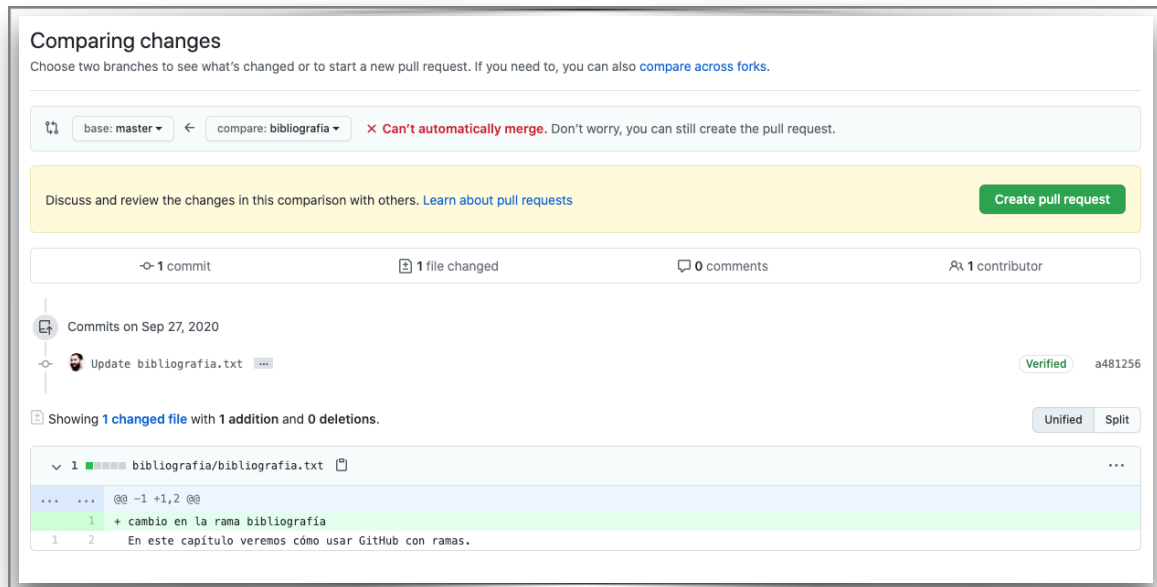 Comparing changes
Choose two branches to see what's changed or to start a new pull request. If you need to, you can also compare across forks.
base: master ← compare: bibliografia × Can't automatically merge. Don't worry, you can still create the pull request.
Discuss and review the changes in this comparison with others. Learn about pull requests Create pull request
1 commit 1 file changed 0 comments 1 contributor
Commits on Sep 27, 2020
Update bibliografia.txt ... Verified a481256
Showing 1 changed file with 1 addition and 0 deletions. Unified Split
1 bibliografia/bibliografia.txt ...
... ... @@ -1 +1,2 @@
1 + cambio en la rama bibliografía
1 2 En este capítulo veremos cómo usar GitHub con ramas.